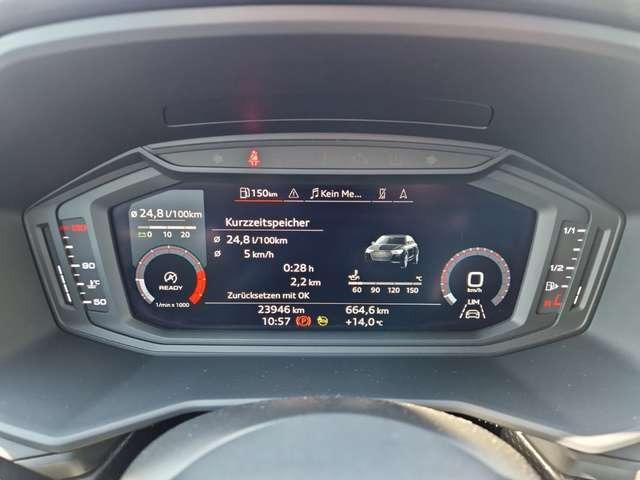 150km Kein Me...
ø 24,8 l/100km
0 10 20
Kurzzeitspeicher
ø 24,8 l/100km
ø 5 km/h
0:28 h
2,2 km
Zurücksetzen mit OK
READY
1/min x 1000
60 90 120 150 °C
0
km/h
LIM
23946 km 664,6 km
10:57 +14,0 °C
90
°C
50
1/1
1/2
R